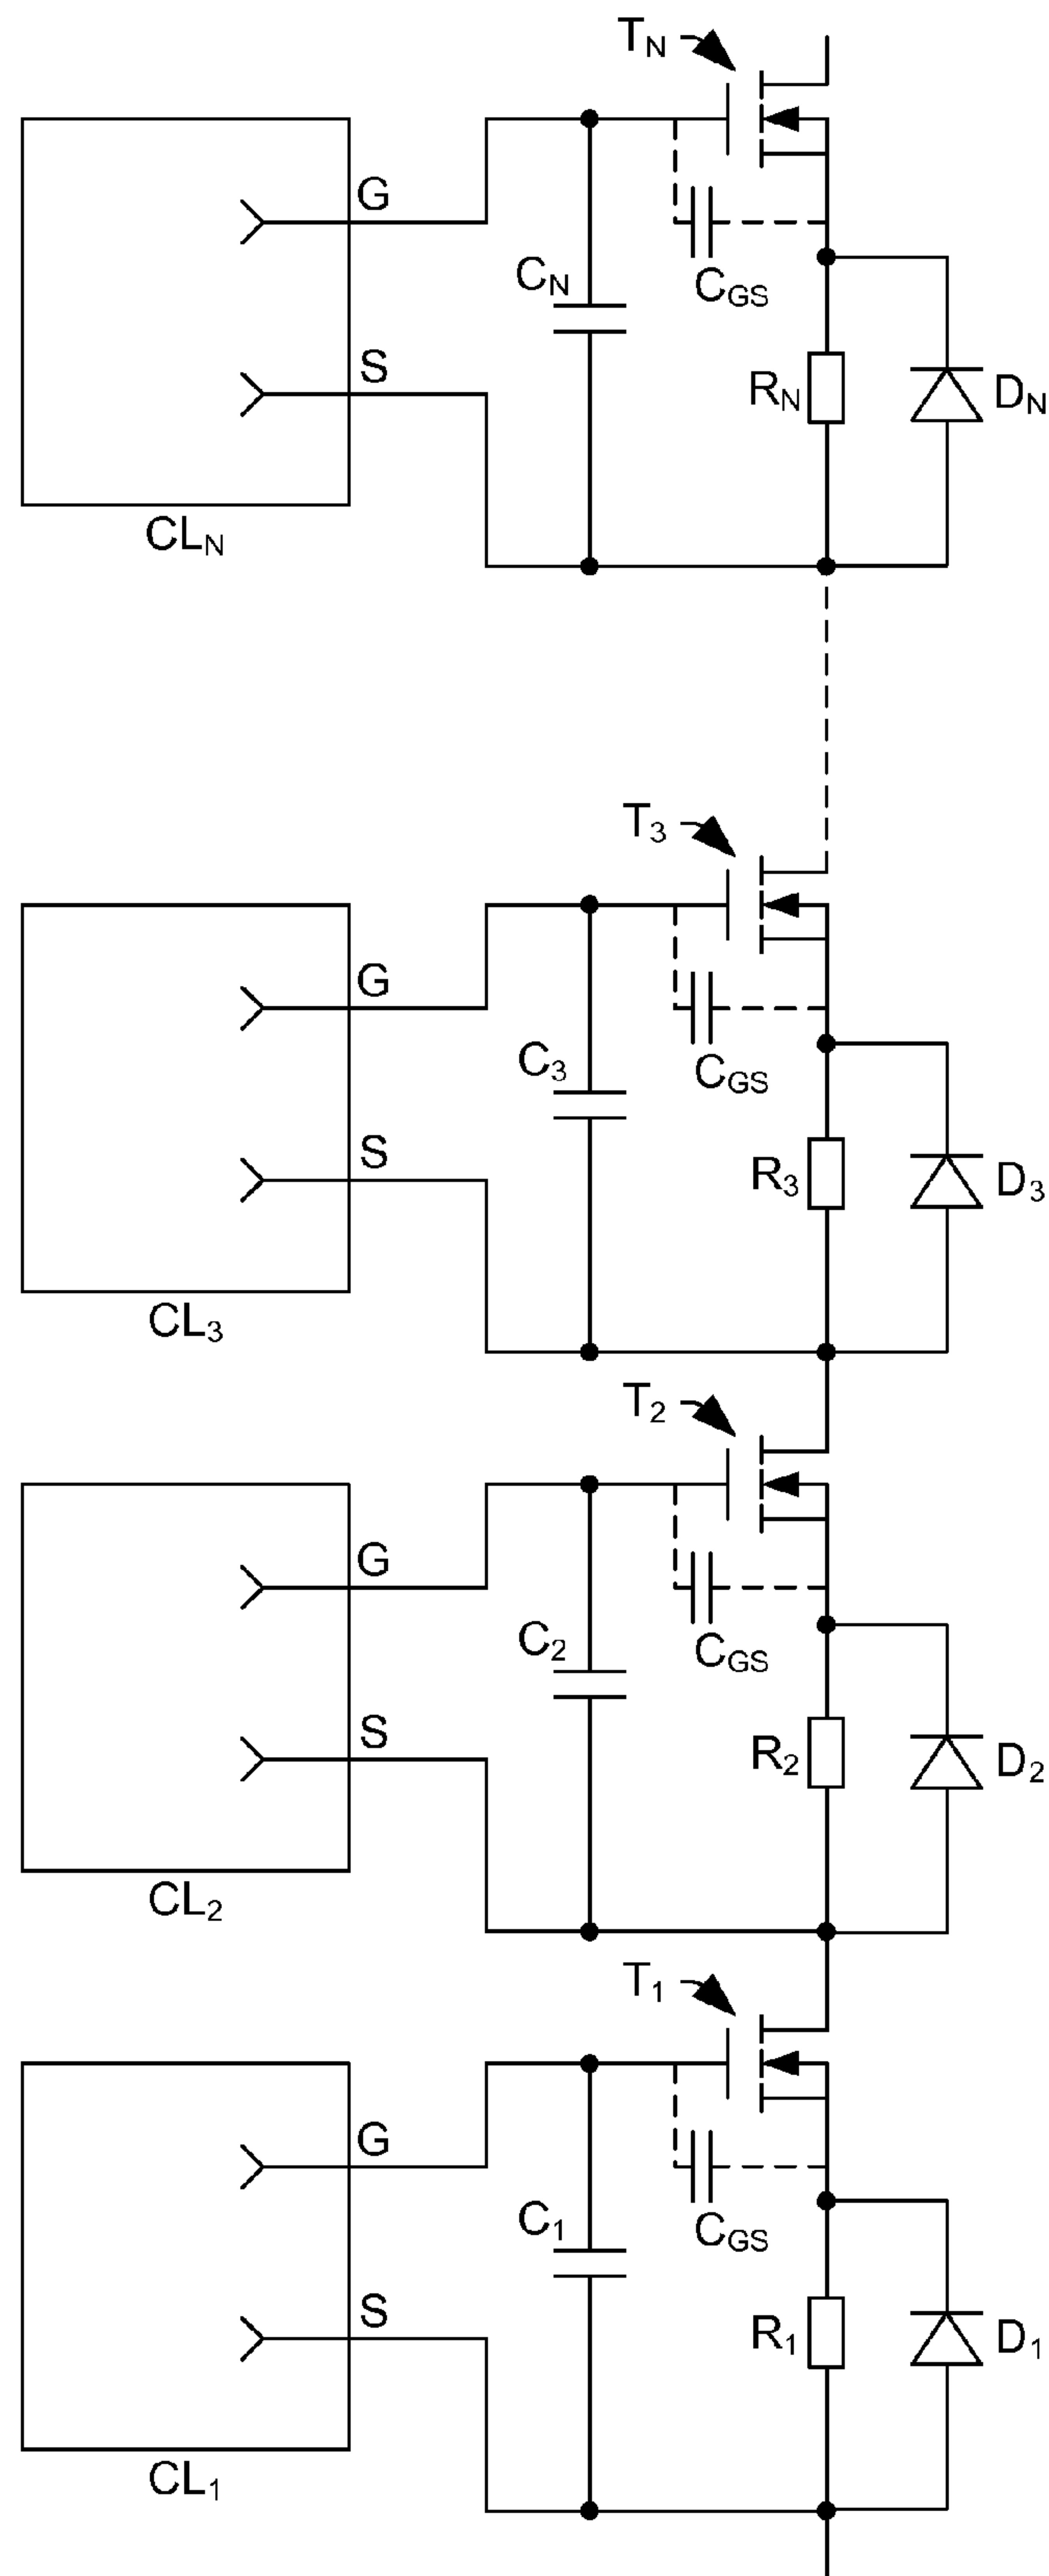 T_N
G
C_N
C_GS
S
R_N
D_N
CL_N
T_3
G
C_3
C_GS
S
R_3
D_3
CL_3
T_2
G
C_2
C_GS
S
R_2
D_2
CL_2
T_1
G
C_1
C_GS
S
R_1
D_1
CL_1